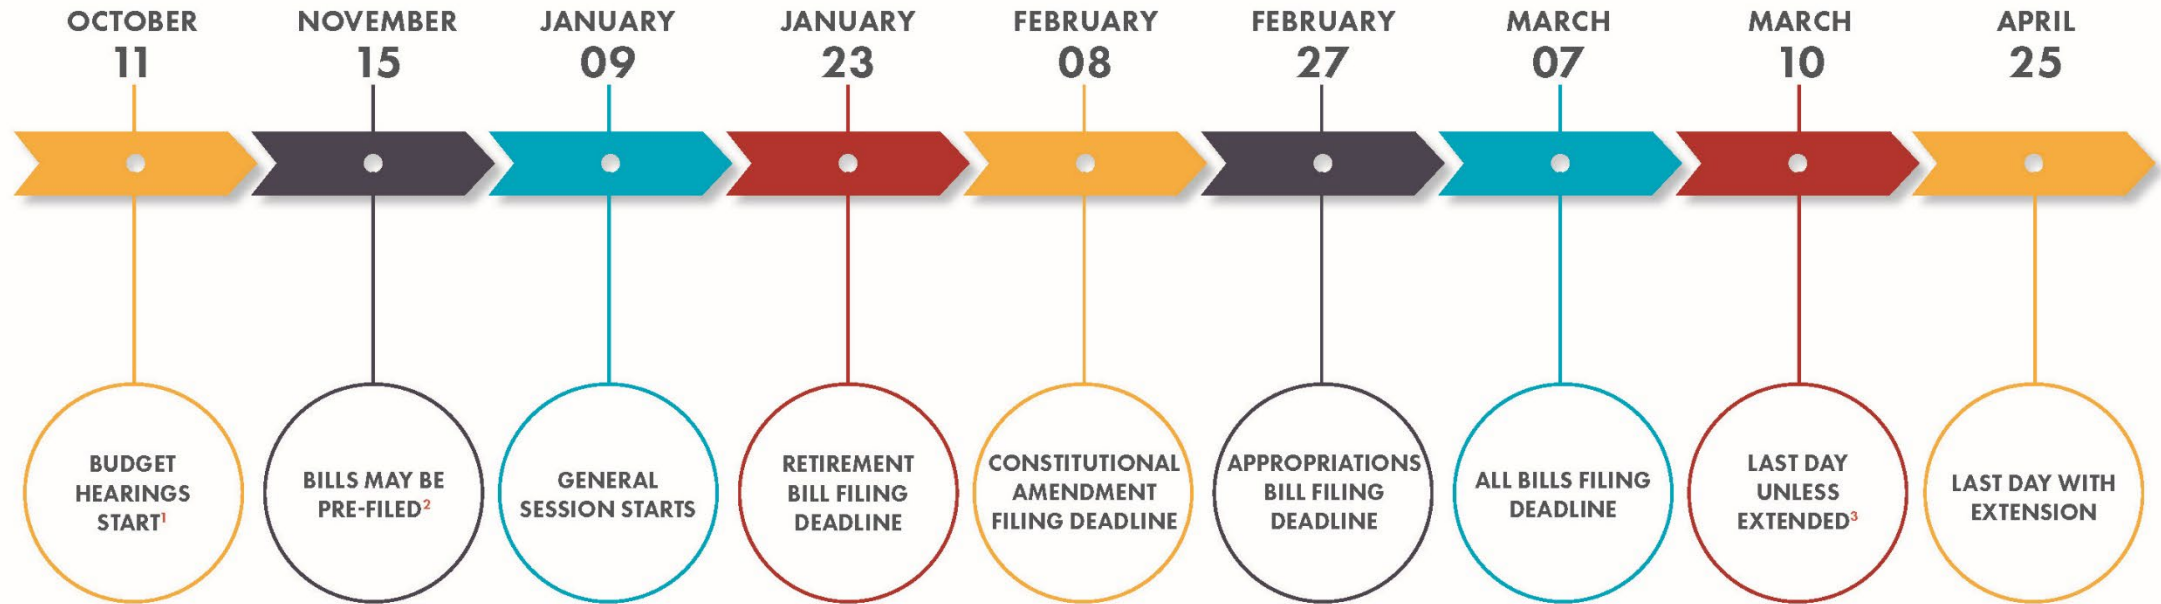 OCTOBER
11
NOVEMBER
15
JANUARY
09
JANUARY
23
FEBRUARY
08
FEBRUARY
27
MARCH
07
MARCH
10
APRIL
25
BUDGET
HEARINGS
START¹
BILLS MAY BE
PRE-FILED²
GENERAL
SESSION STARTS
RETIREMENT
BILL FILING
DEADLINE
CONSTITUTIONAL
AMENDMENT
FILING DEADLINE
APPROPRIATIONS
BILL FILING
DEADLINE
ALL BILLS FILING
DEADLINE
LAST DAY
UNLESS
EXTENDED³
LAST DAY WITH
EXTENSION